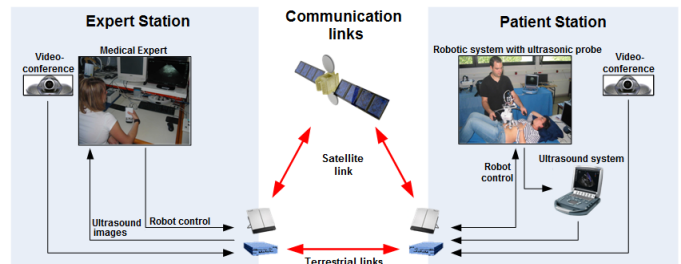 Expert Station
Communication
links
Patient Station
Video-
conference
Medical Expert
Robotic system with ultrasonic probe
Video-
conference
Satellite
link
Robot
control
Ultrasound system
Ultrasound
images
Robot control
Terrestrial links